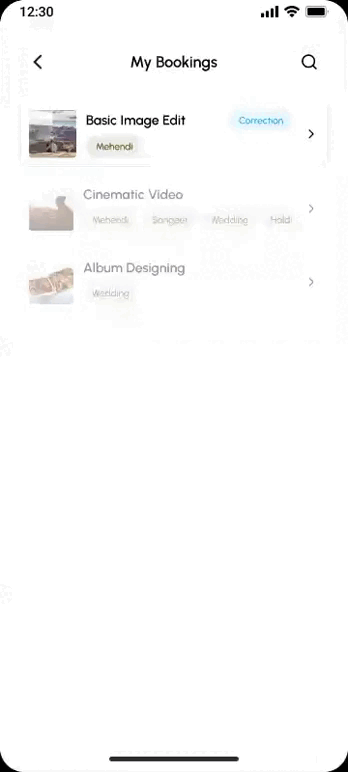 12:30
My Bookings
Basic Image Edit
Correction
Mehendi
Cinematic Video
Mehendi Sangeet Wedding Haldi
Album Designing
Wedding